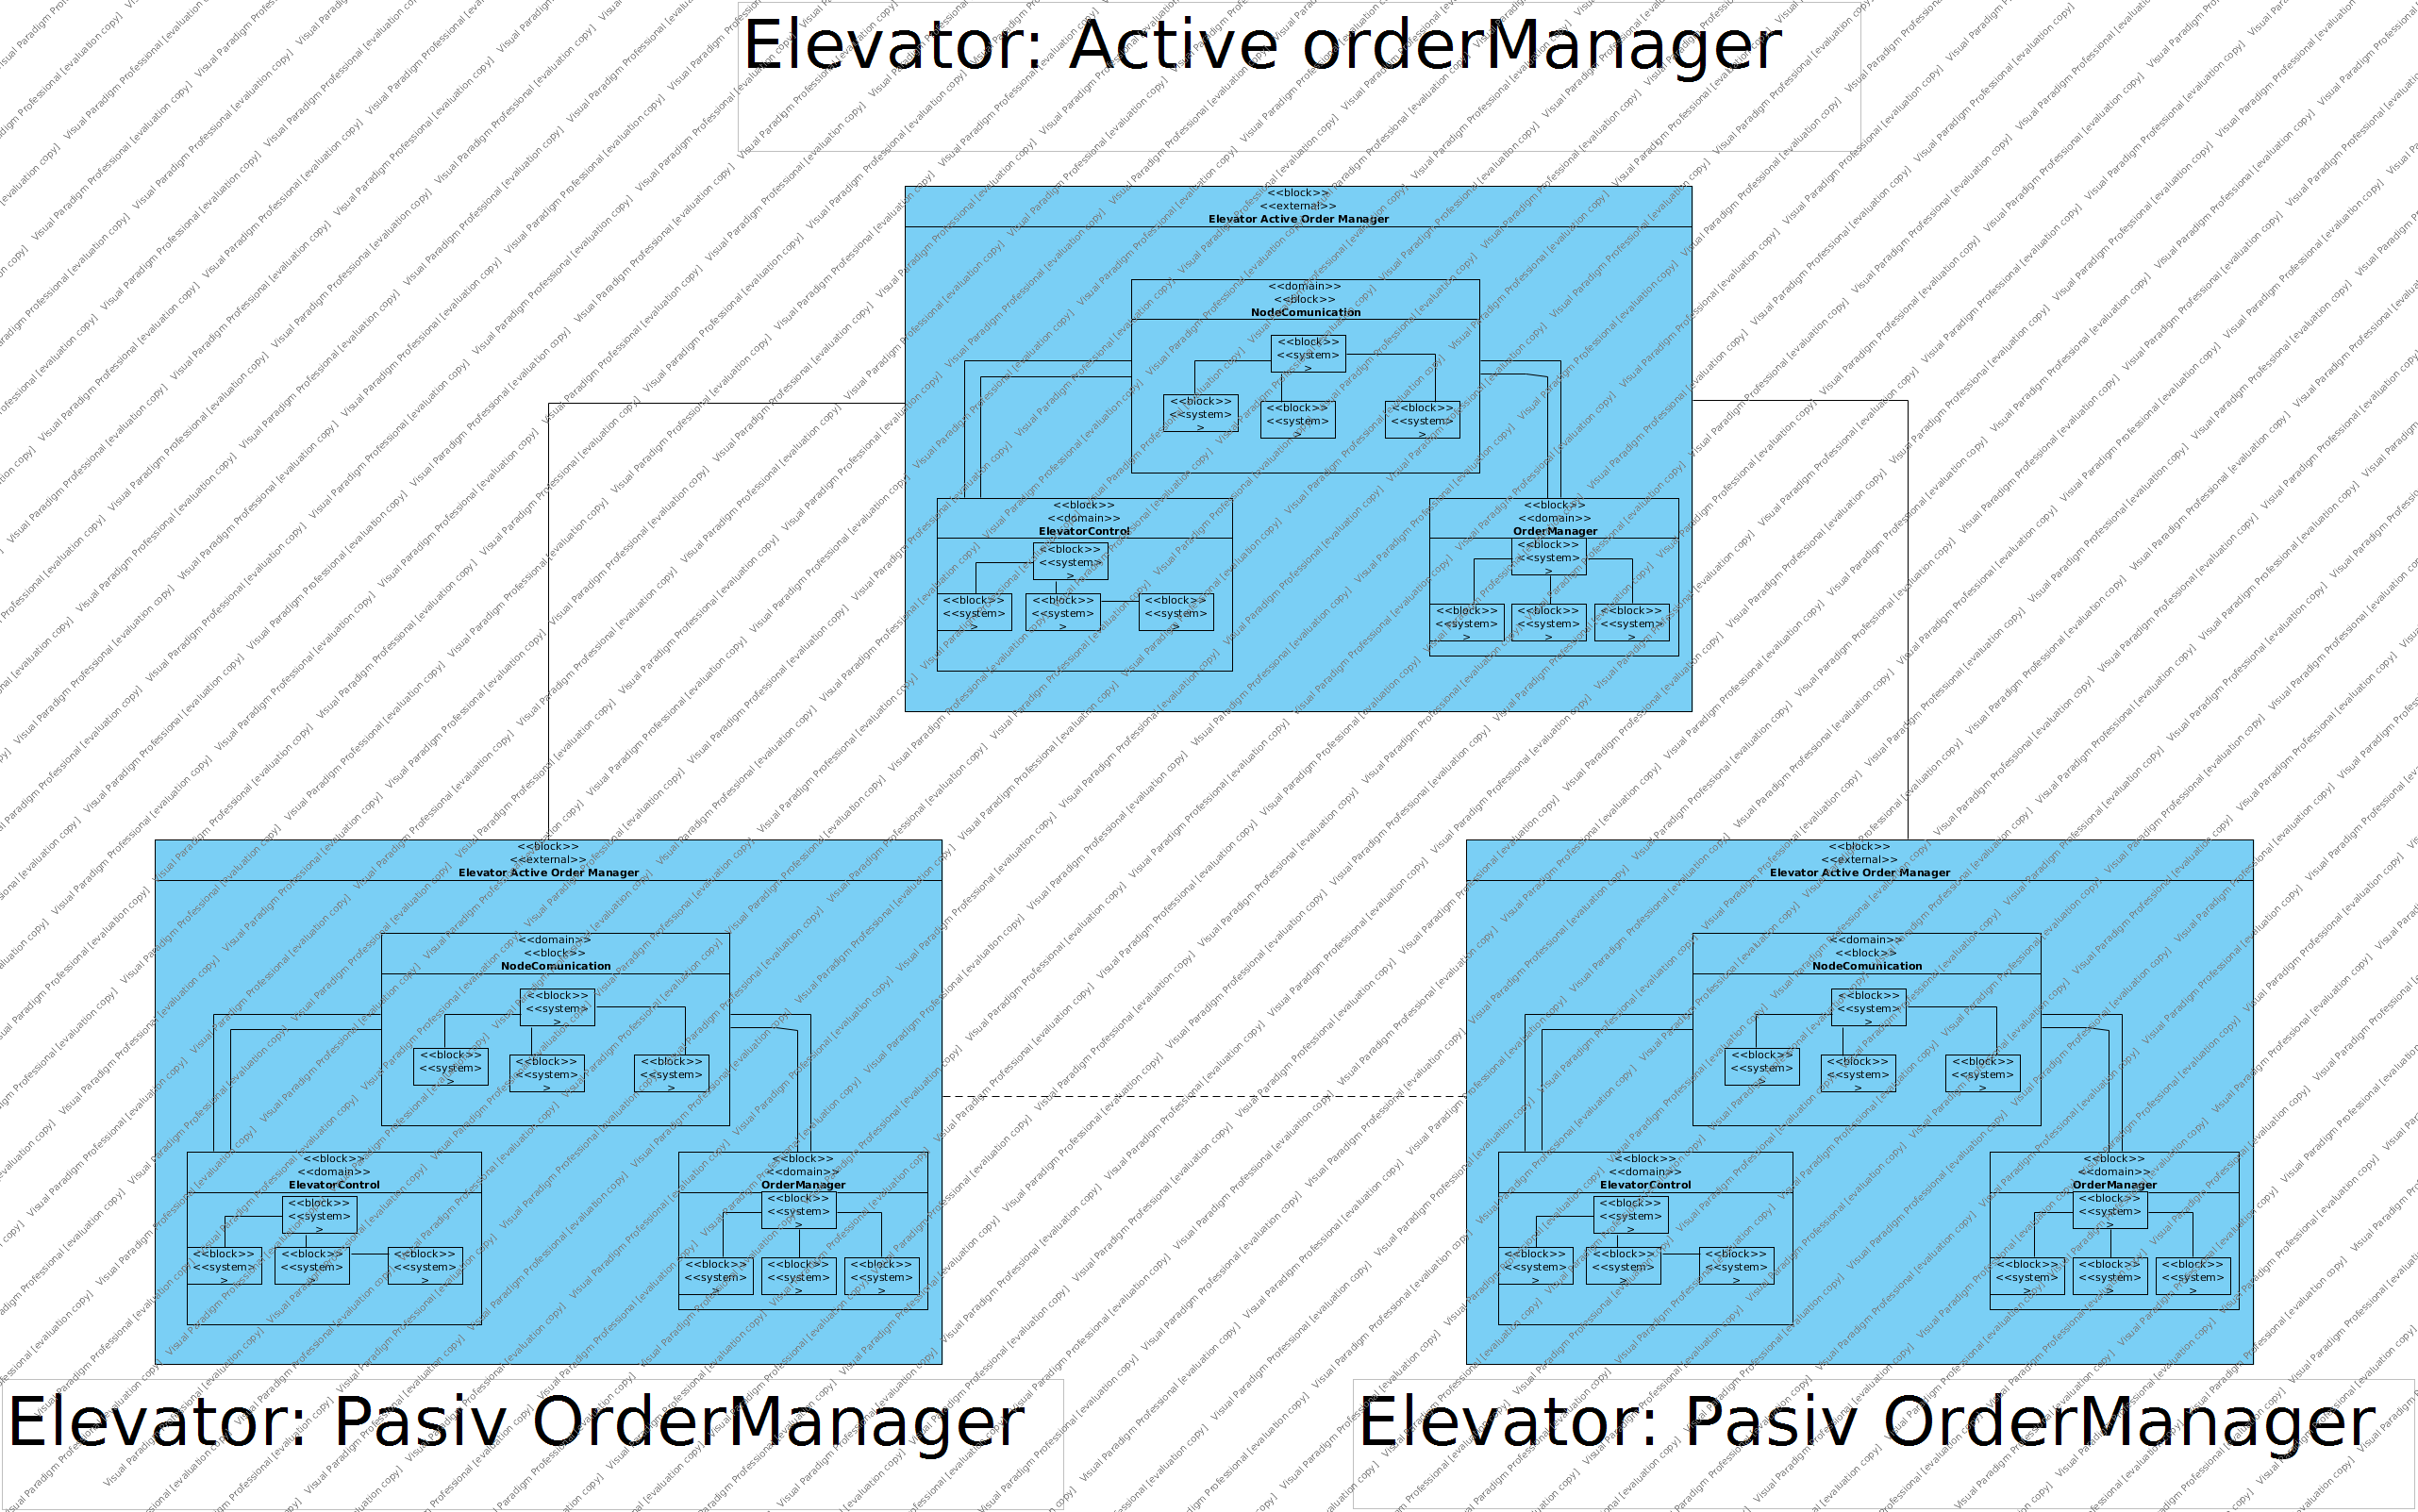 Elevator: Active orderManager
<<block>>
<<external>>
Elevator Active Order Manager
<<domain>>
<<block>>
NodeComunication
<<block>>
<<system>
>
<<block>>
<<system>
>
<<block>>
<<system>
>
<<block>>
<<system>
>
<<block>>
<<domain>>
ElevatorControl
<<block>>
<<system>
>
<<block>>
<<system>
>
<<block>>
<<system>
>
<<block>>
<<system>
>
<<block>>
<<domain>>
OrderManager
<<block>>
<<system>
>
<<block>>
<<system>
>
<<block>>
<<system>
>
<<block>>
<<system>
>
<<block>>
<<external>>
Elevator Active Order Manager
<<domain>>
<<block>>
NodeComunication
<<block>>
<<system>
>
<<block>>
<<system>
>
<<block>>
<<system>
>
<<block>>
<<system>
>
<<block>>
<<domain>>
ElevatorControl
<<block>>
<<system>
>
<<block>>
<<system>
>
<<block>>
<<system>
>
<<block>>
<<system>
>
<<block>>
<<domain>>
OrderManager
<<block>>
<<system>
>
<<block>>
<<system>
>
<<block>>
<<system>
>
<<block>>
<<system>
>
<<block>>
<<external>>
Elevator Active Order Manager
<<domain>>
<<block>>
NodeComunication
<<block>>
<<system>
>
<<block>>
<<system>
>
<<block>>
<<system>
>
<<block>>
<<system>
>
<<block>>
<<domain>>
ElevatorControl
<<block>>
<<system>
>
<<block>>
<<system>
>
<<block>>
<<system>
>
<<block>>
<<system>
>
<<block>>
<<domain>>
OrderManager
<<block>>
<<system>
>
<<block>>
<<system>
>
<<block>>
<<system>
>
<<block>>
<<system>
>
Elevator: Pasiv OrderManager
Elevator: Pasiv OrderManager
Visual Paradigm Professional [evaluation copy]